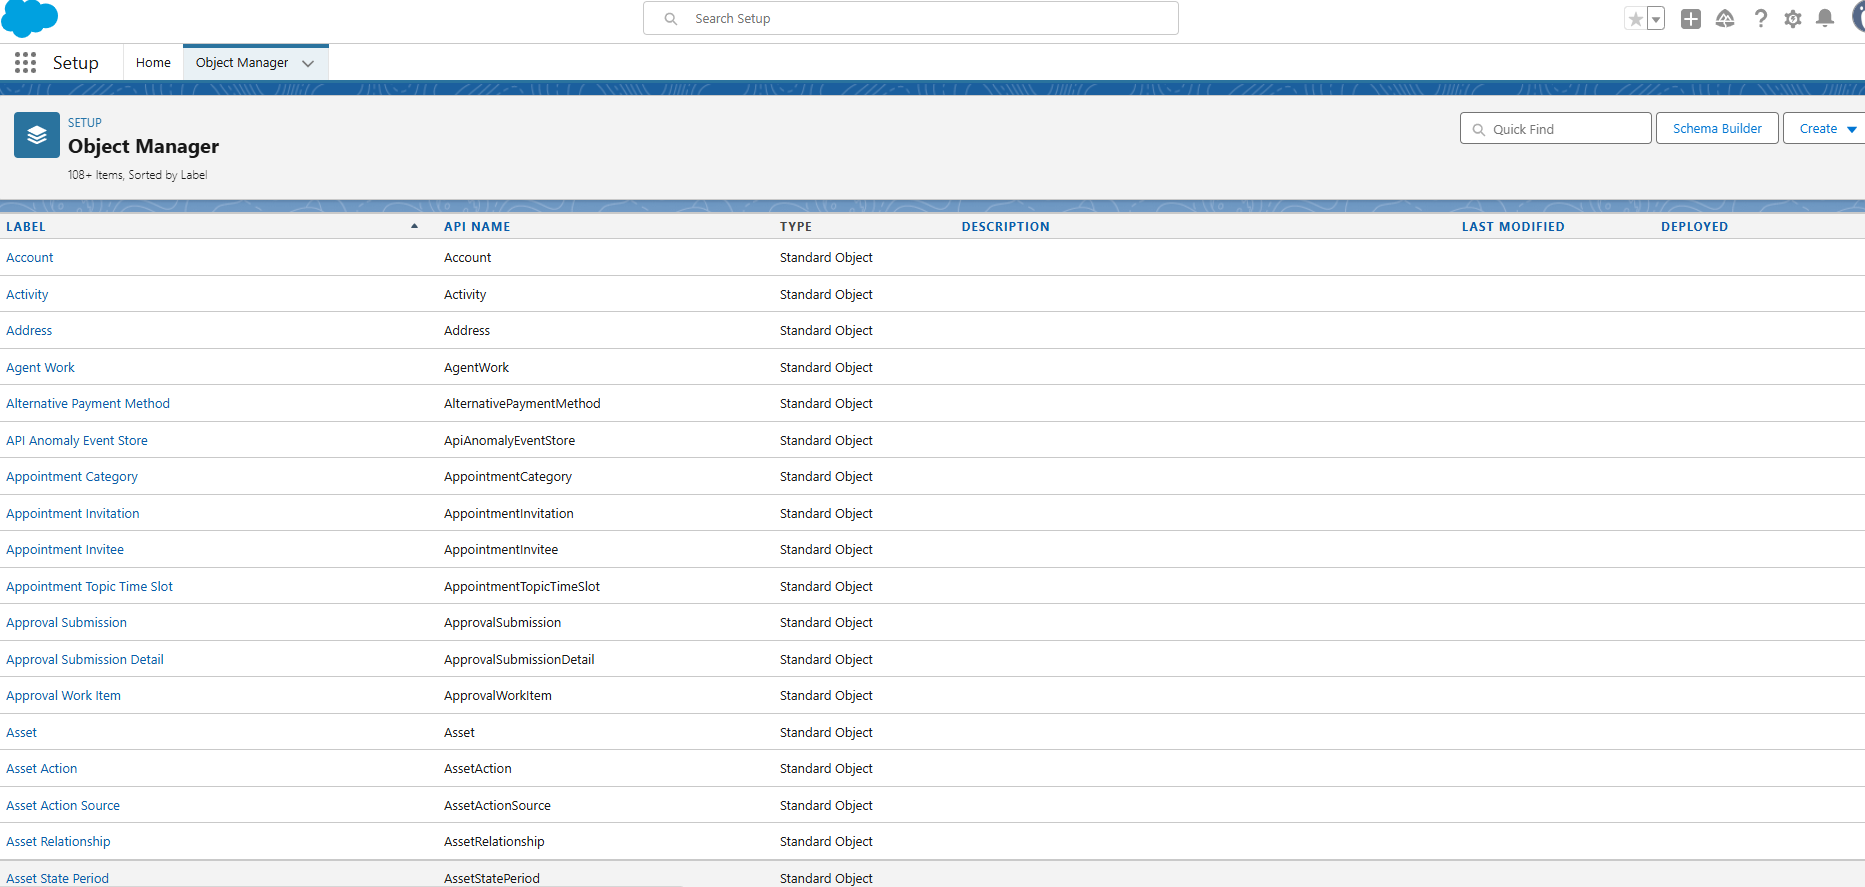 Search Setup
Setup Home Object Manager
SETUP
Object Manager
108+ Items, Sorted by Label
Quick Find Schema Builder Create
LABEL API NAME TYPE DESCRIPTION LAST MODIFIED DEPLOYED
Account Account Standard Object
Activity Activity Standard Object
Address Address Standard Object
Agent Work AgentWork Standard Object
Alternative Payment Method AlternativePaymentMethod Standard Object
API Anomaly Event Store ApiAnomalyEventStore Standard Object
Appointment Category AppointmentCategory Standard Object
Appointment Invitation AppointmentInvitation Standard Object
Appointment Invitee AppointmentInvitee Standard Object
Appointment Topic Time Slot AppointmentTopicTimeSlot Standard Object
Approval Submission ApprovalSubmission Standard Object
Approval Submission Detail ApprovalSubmissionDetail Standard Object
Approval Work Item ApprovalWorkItem Standard Object
Asset Asset Standard Object
Asset Action AssetAction Standard Object
Asset Action Source AssetActionSource Standard Object
Asset Relationship AssetRelationship Standard Object
Asset State Period AssetStatePeriod Standard Object